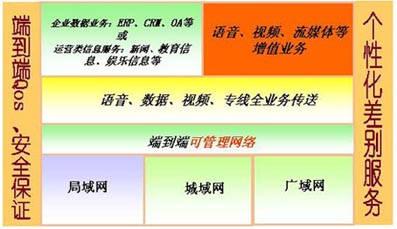 端到端Qos、安全保证
企业数据业务：ERP、CRM、OA等
或
运营类信息服务：新闻、教育信
息、娱乐信息等
语音、视频、流媒体等
增值业务
语音、数据、视频、专线全业务传送
端到端可管理网络
局域网
城域网
广域网
个性化差别服务